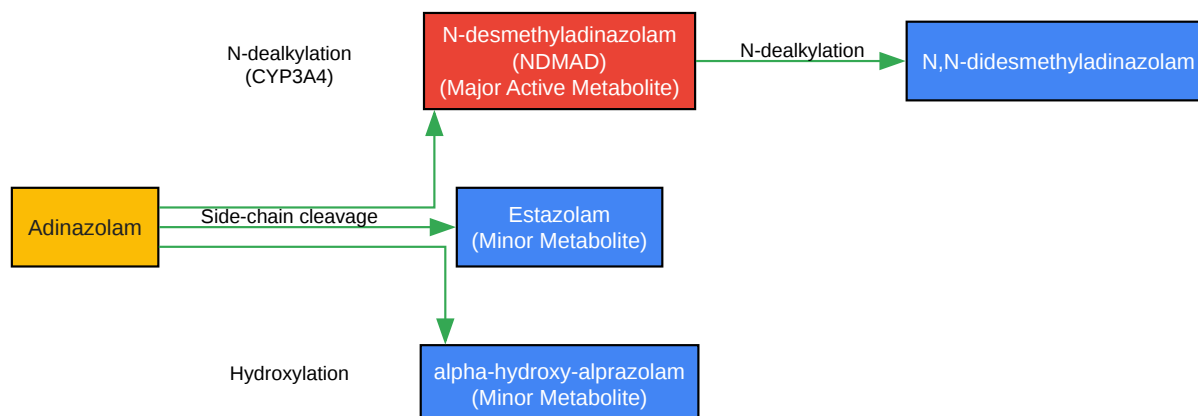 N-dealkylation
(CYP3A4)
N-desmethyladinazolam
(NDMAD)
(Major Active Metabolite)
N-dealkylation
N,N-didesmethyladinazolam
Adinazolam
Side-chain cleavage
Estazolam
(Minor Metabolite)
Hydroxylation
alpha-hydroxy-alprazolam
(Minor Metabolite)